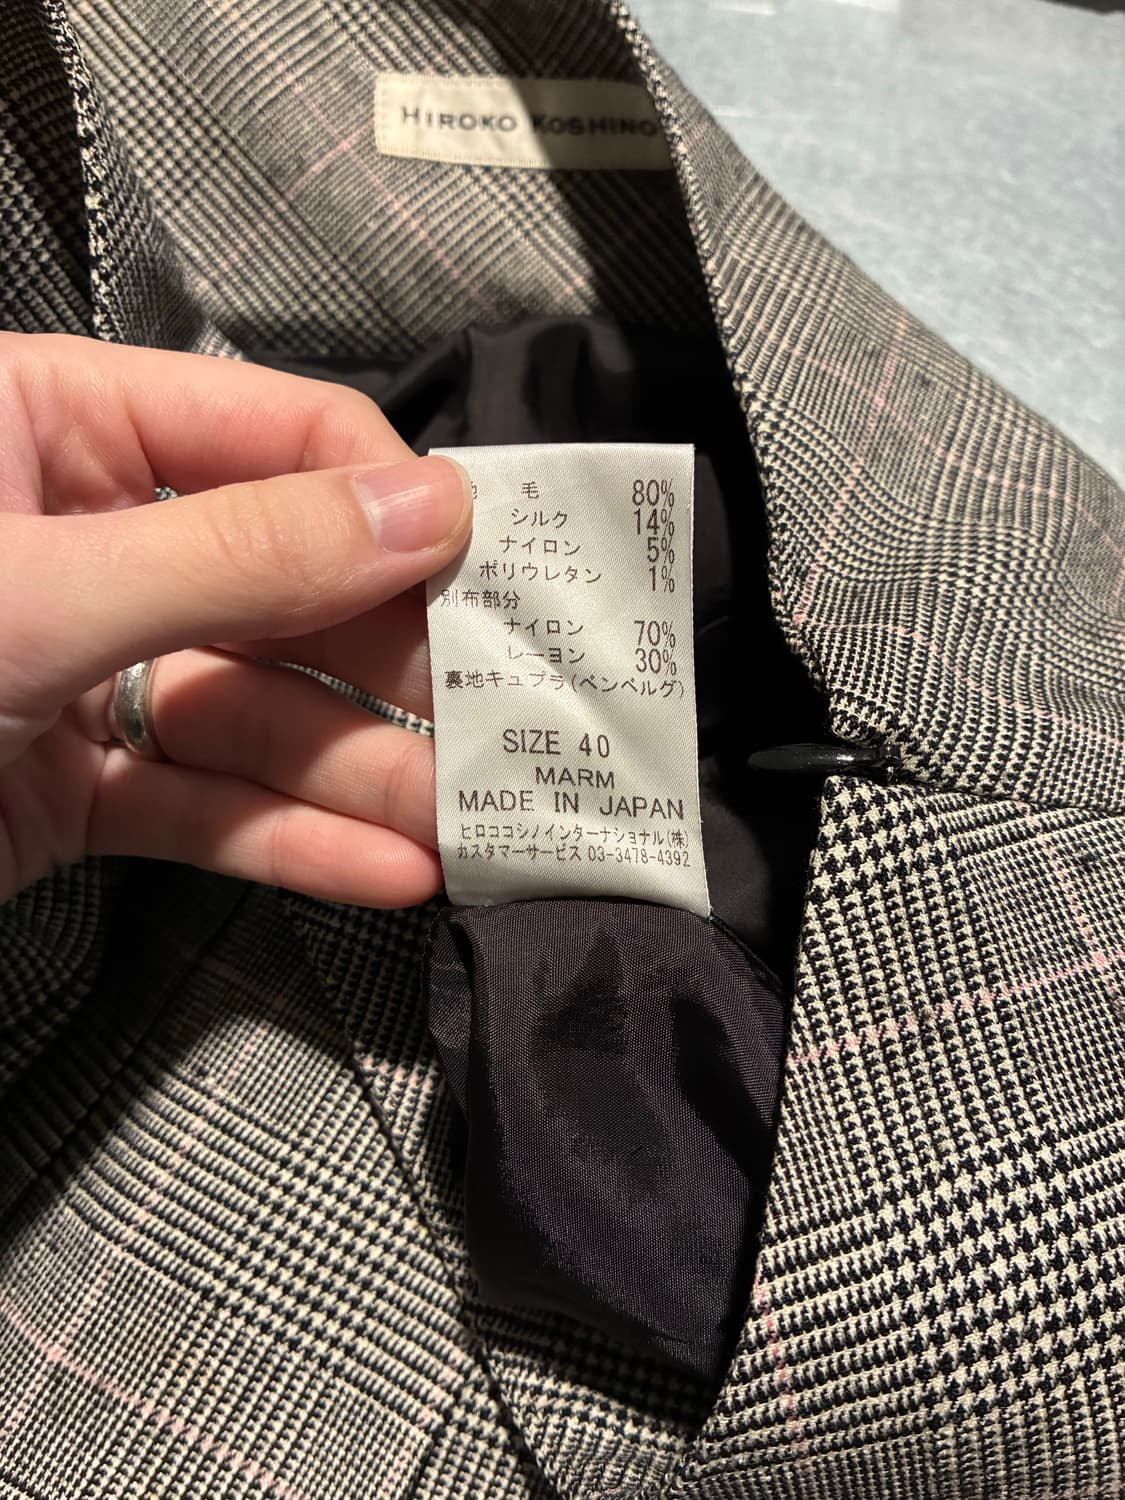 HIROKO KOSHINO
毛 80%
シルク 14%
ナイロン 5%
ポリウレタン 1%
別布部分
ナイロン 70%
レーヨン 30%
裏地キュプラ(ベンベルグ)
SIZE 40
MARM
MADE IN JAPAN
ヒロココシノインターナショナル(株)
カスタマーサービス 03-3478-4392